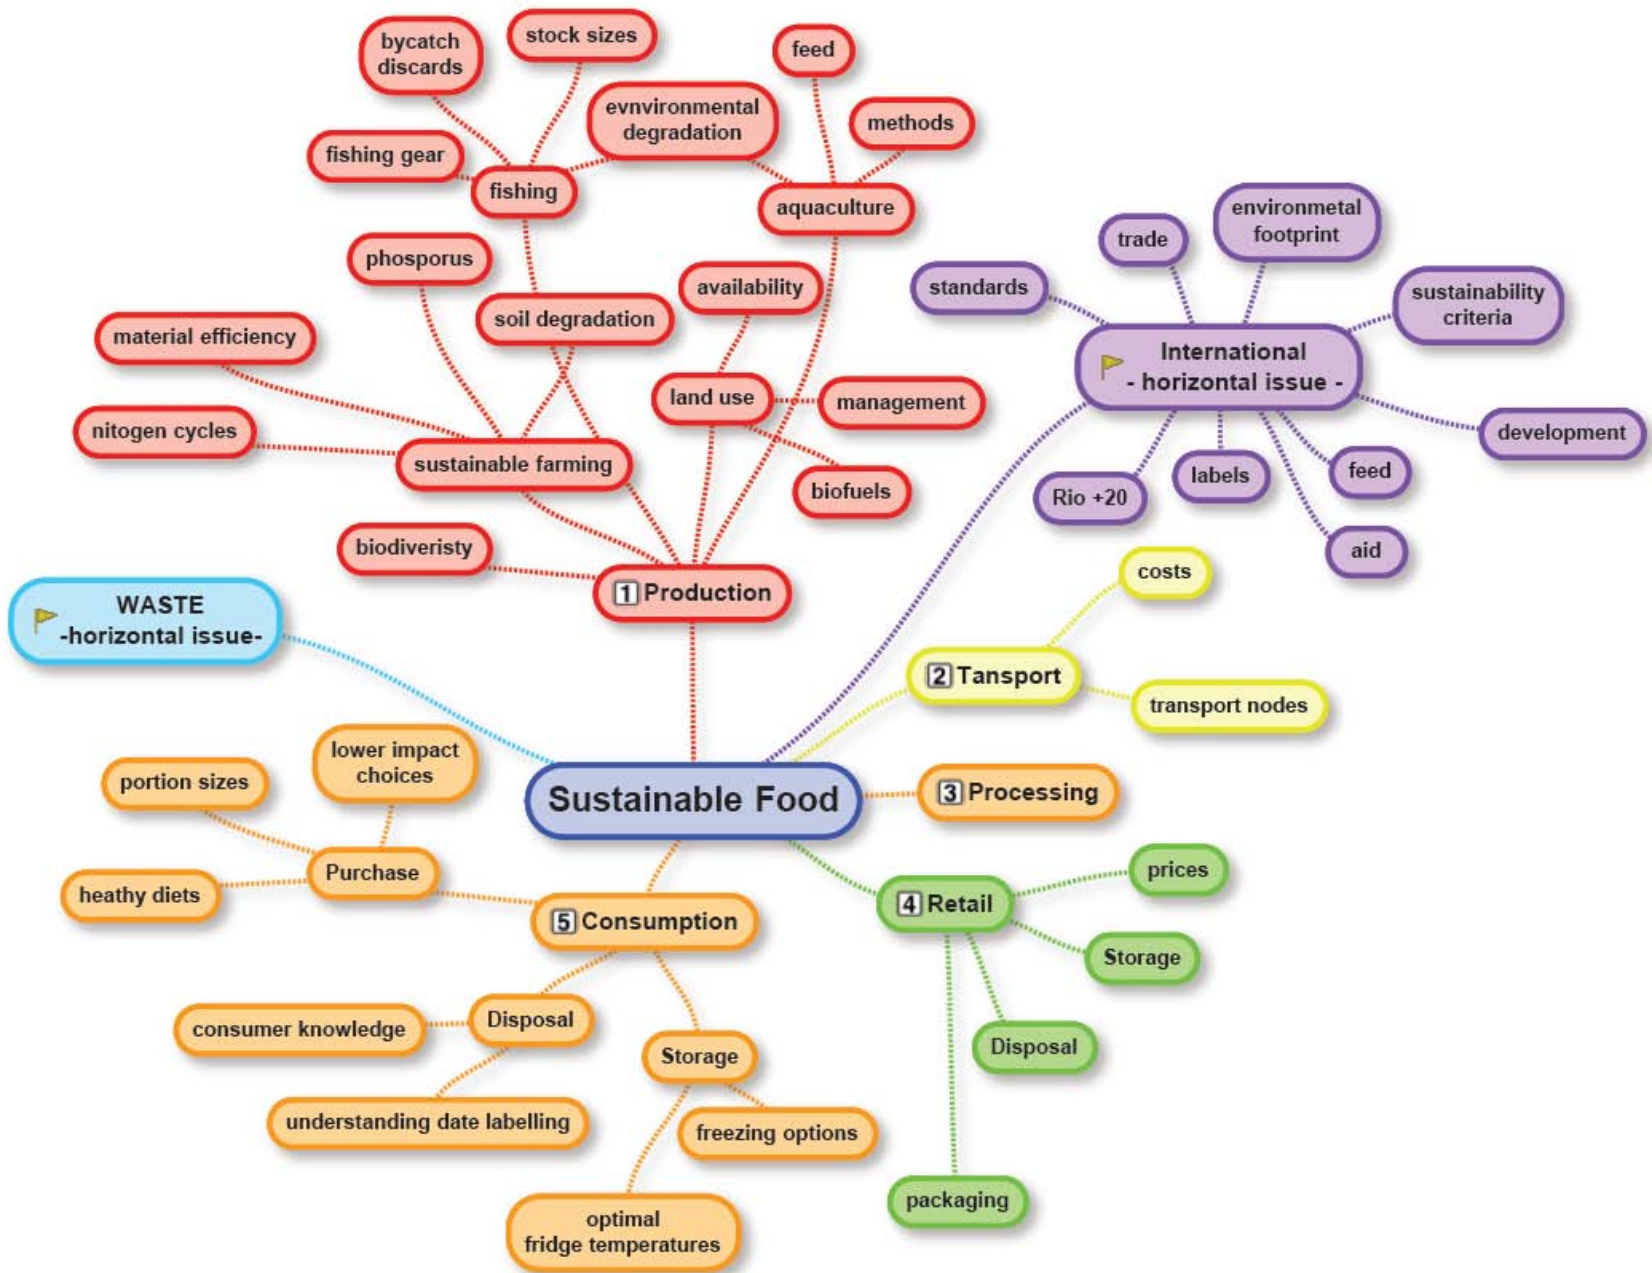 bycatch
discards
stock sizes
feed
evnvironmental
degradation
methods
fishing gear
fishing
aquaculture
phosporus
availability
soil degradation
material efficiency
land use
management
nitogen cycles
sustainable farming
biofuels
biodiveristy
1 Production
environmetal
footprint
trade
standards
sustainability
criteria
International
- horizontal issue -
development
Rio +20
labels
feed
aid
WASTE
-horizontal issue-
costs
2 Tansport
transport nodes
Sustainable Food
3 Processing
lower impact
choices
portion sizes
Purchase
heathy diets
5 Consumption
consumer knowledge
Disposal
understanding date labelling
Storage
freezing options
optimal
fridge temperatures
4 Retail
prices
Storage
Disposal
packaging